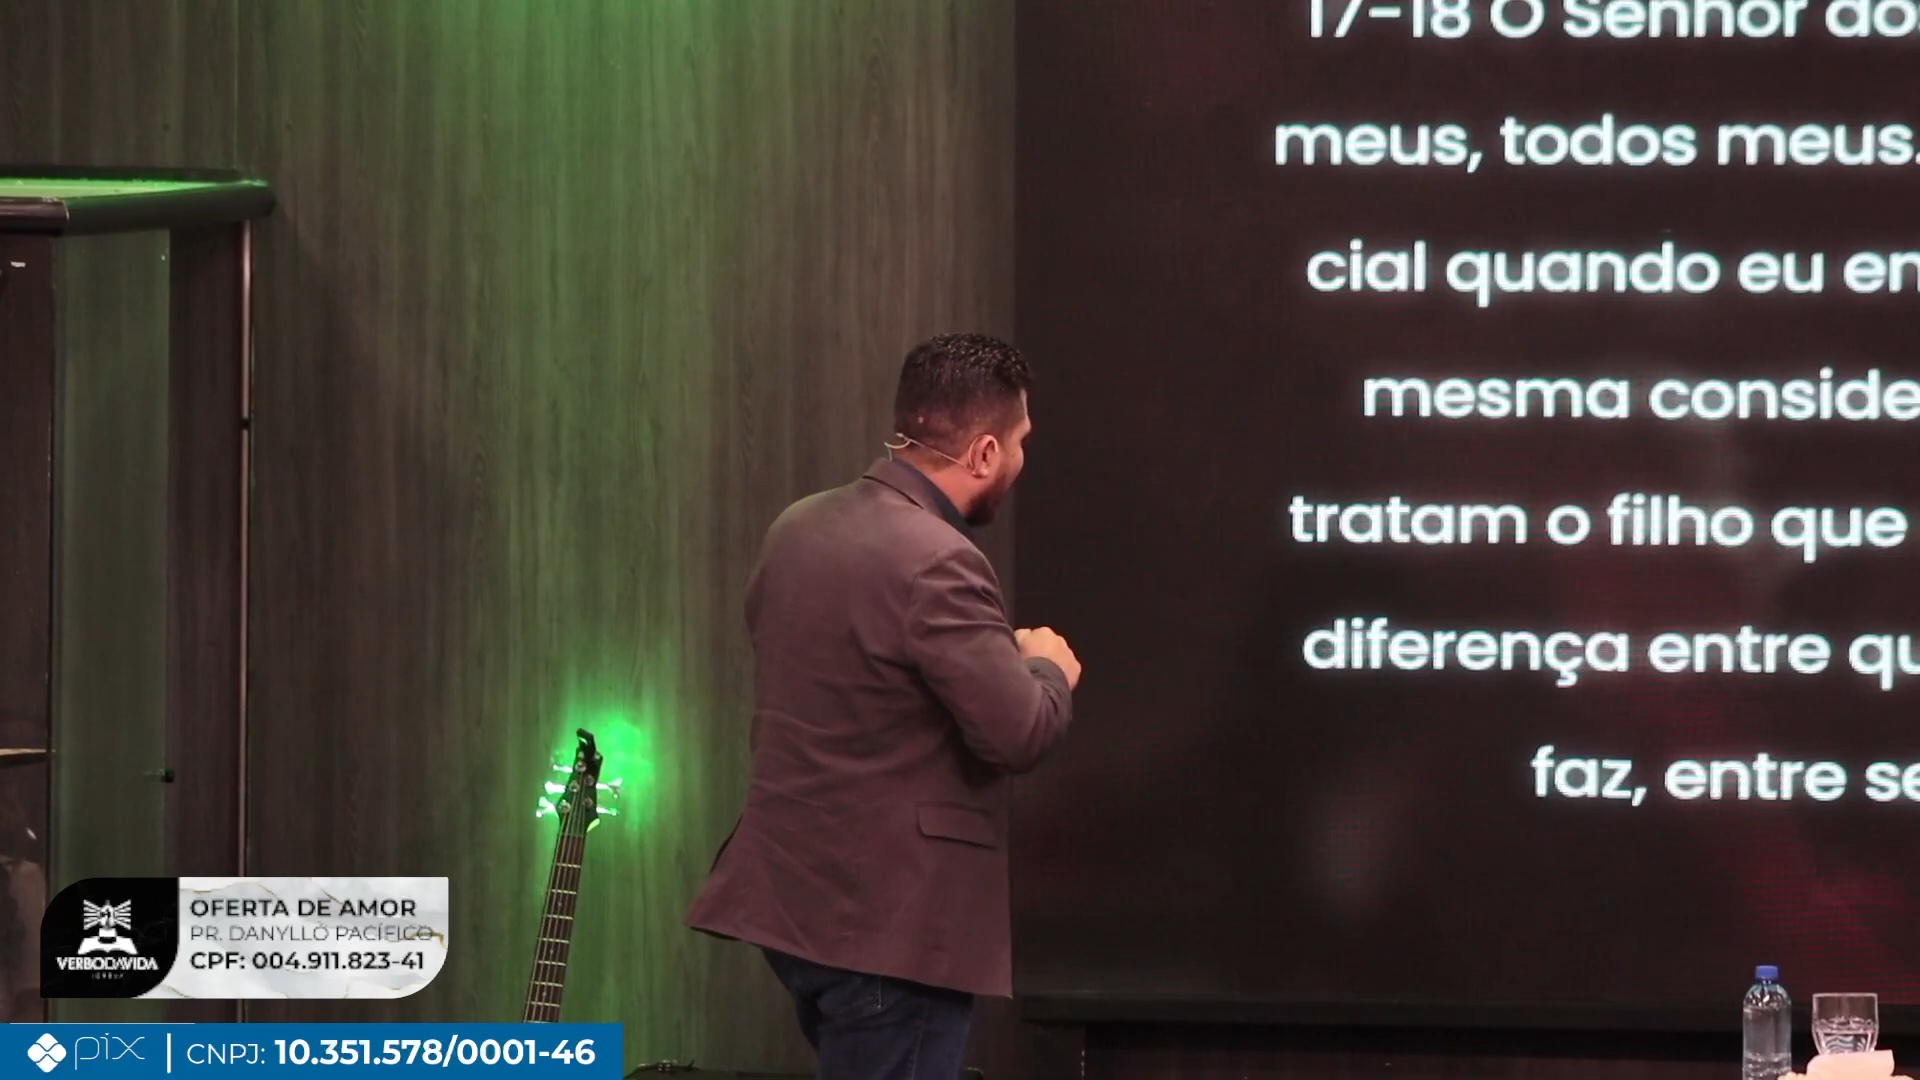 17-18 O Senhor do
meus, todos meus.
cial quando eu en
mesma conside
tratam o filho que
diferença entre qu
faz, entre se
OFERTA DE AMOR
PR. DANYLLO PACÍFICO
CPF: 004.911.823-41
VERBODAVIDA
IGREJA
pix | CNPJ: 10.351.578/0001-46